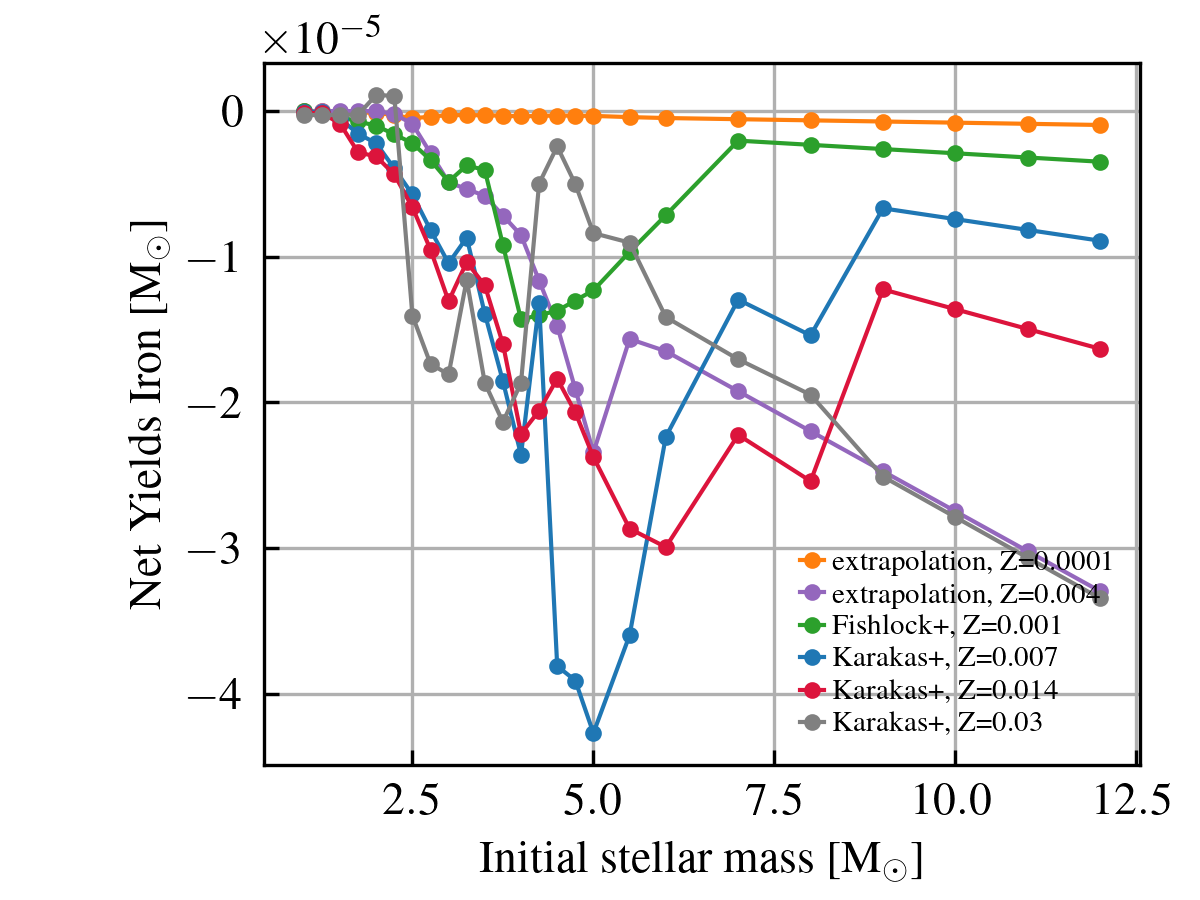 ×10⁻⁵
0
−1
−2
−3
−4
Net Yields Iron [M☉]
extrapolation, Z=0.0001
extrapolation, Z=0.004
Fishlock+, Z=0.001
Karakas+, Z=0.007
Karakas+, Z=0.014
Karakas+, Z=0.03
2.5 5.0 7.5 10.0 12.5
Initial stellar mass [M☉]